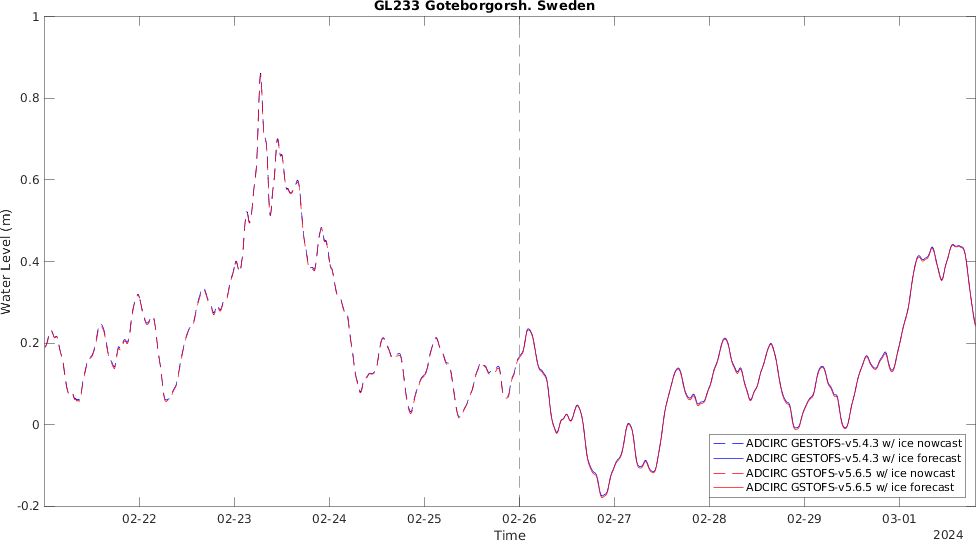 GL233 Goteborgorsh. Sweden
1
0.8
0.6
0.4
0.2
0
-0.2
Water Level (m)
ADCIRC GESTOFS-v5.4.3 w/ ice nowcast
ADCIRC GESTOFS-v5.4.3 w/ ice forecast
ADCIRC GSTOFS-v5.6.5 w/ ice nowcast
ADCIRC GSTOFS-v5.6.5 w/ ice forecast
02-22 02-23 02-24 02-25 02-26 02-27 02-28 02-29 03-01
Time
2024